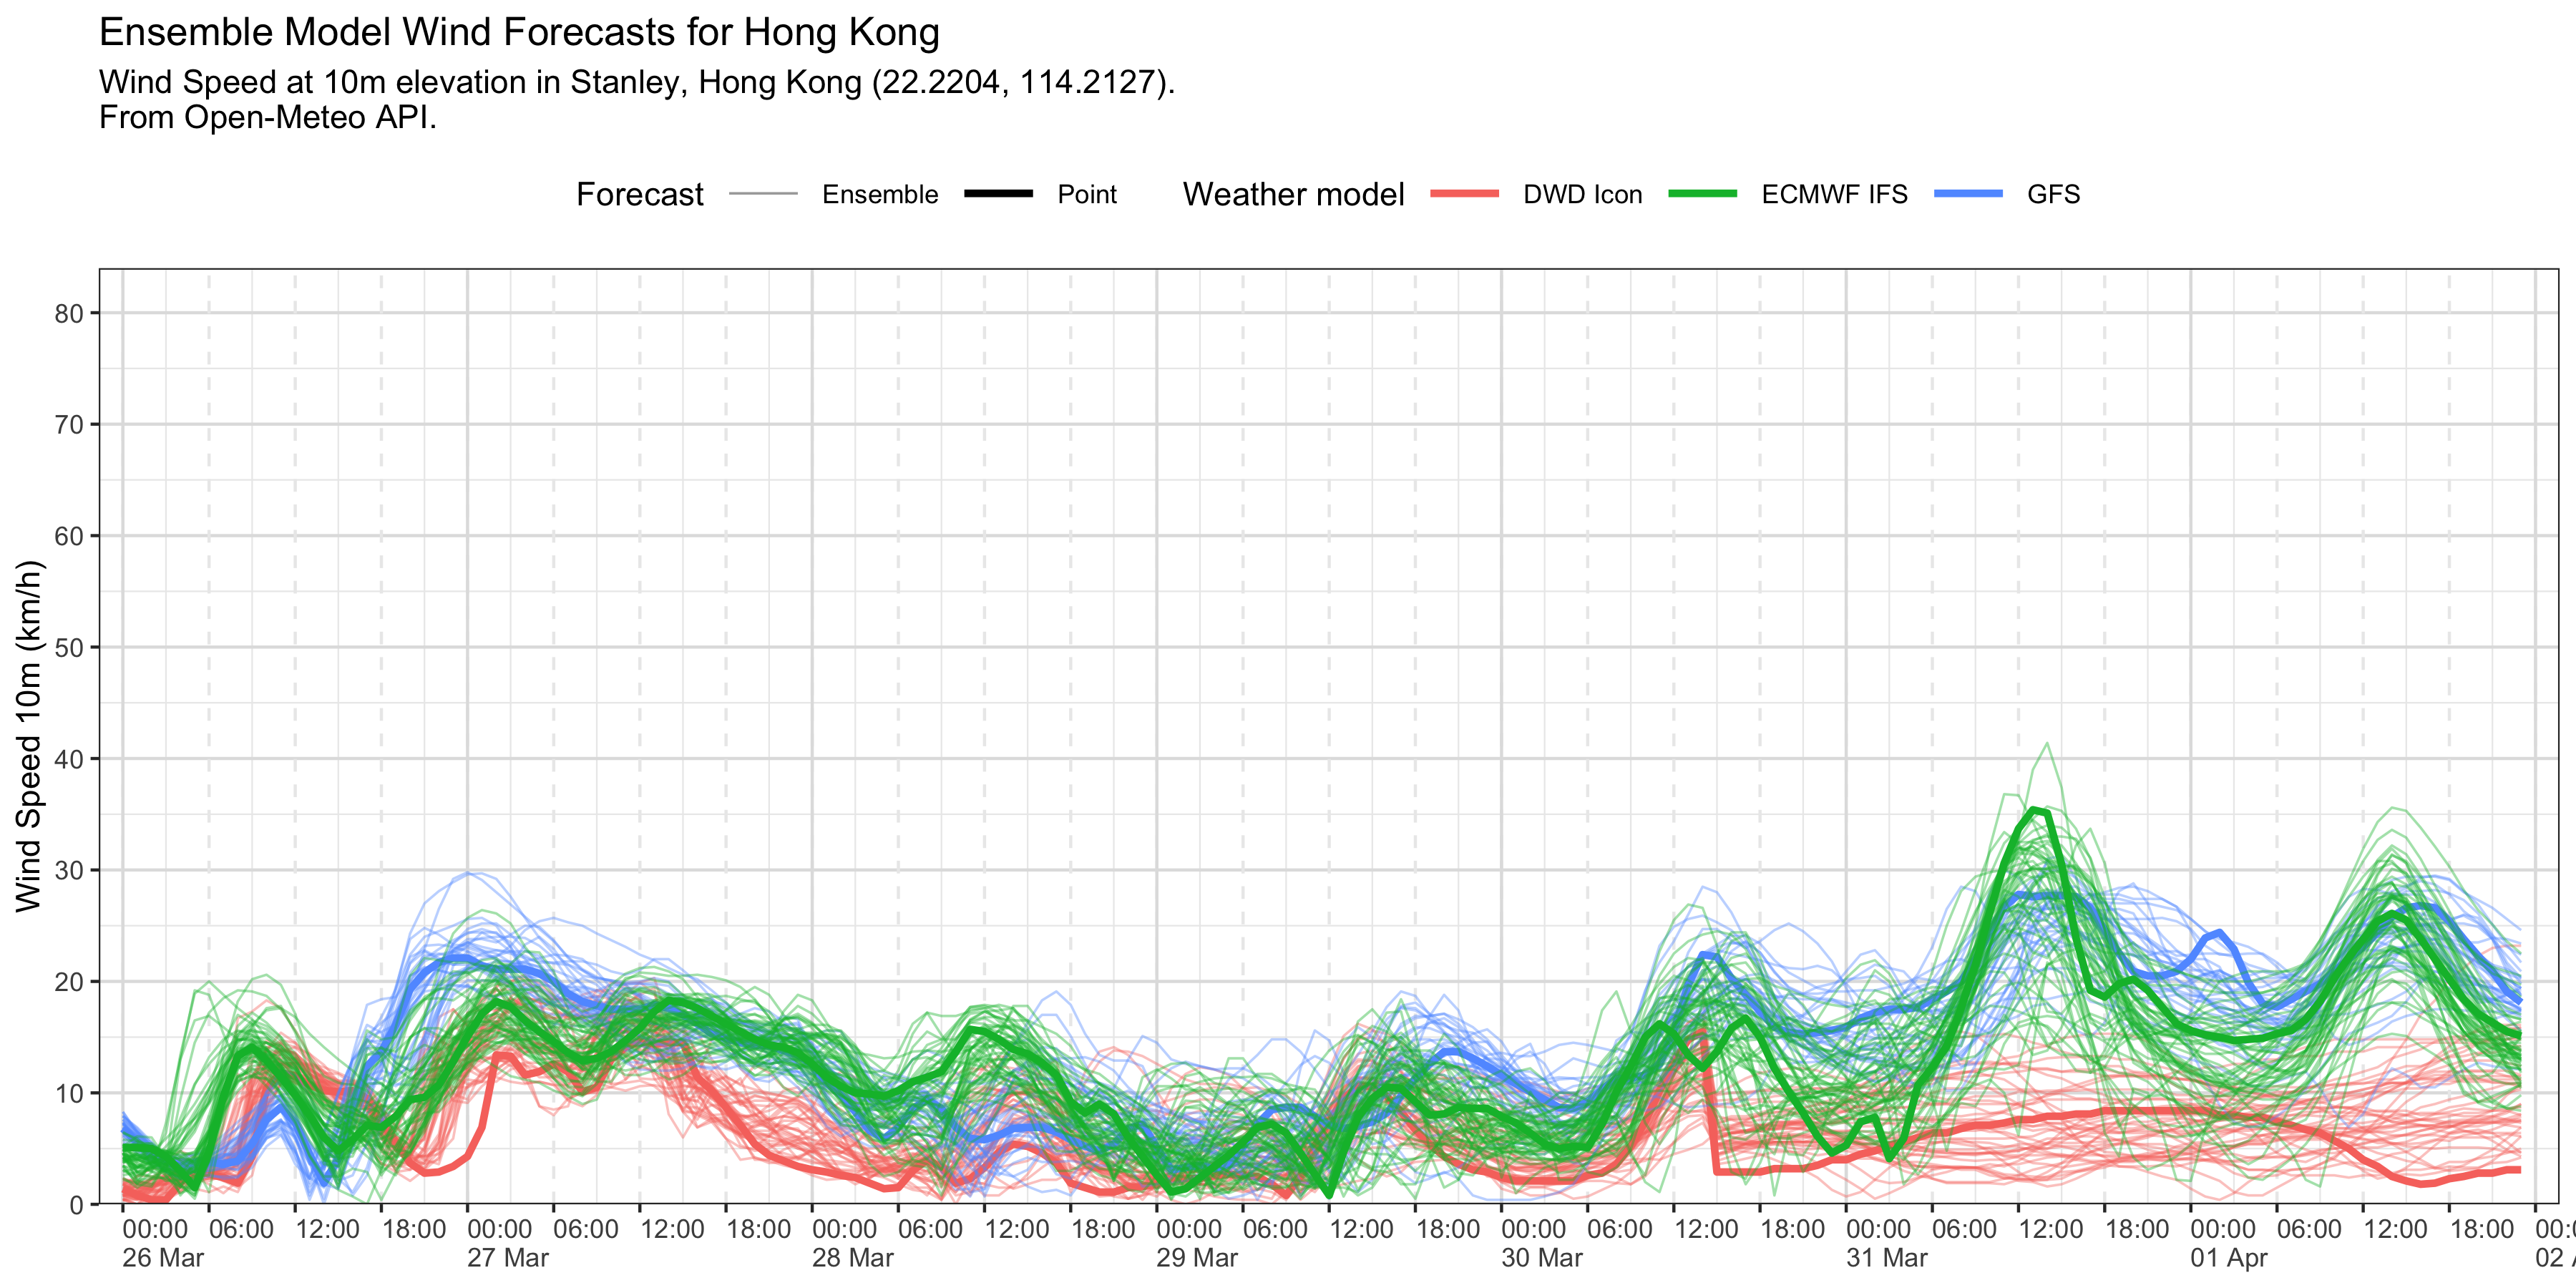 Ensemble Model Wind Forecasts for Hong Kong
Wind Speed at 10m elevation in Stanley, Hong Kong (22.2204, 114.2127).
From Open-Meteo API.
Forecast Ensemble Point Weather model DWD Icon ECMWF IFS GFS
Wind Speed 10m (km/h)
80
70
60
50
40
30
20
10
0
00:00 06:00 12:00 18:00 00:00 06:00 12:00 18:00 00:00 06:00 12:00 18:00 00:00 06:00 12:00 18:00 00:00 06:00 12:00 18:00 00:00 06:00 12:00 18:00 00:00 06:00 12:00 18:00
26 Mar 27 Mar 28 Mar 29 Mar 30 Mar 31 Mar 01 Apr 02